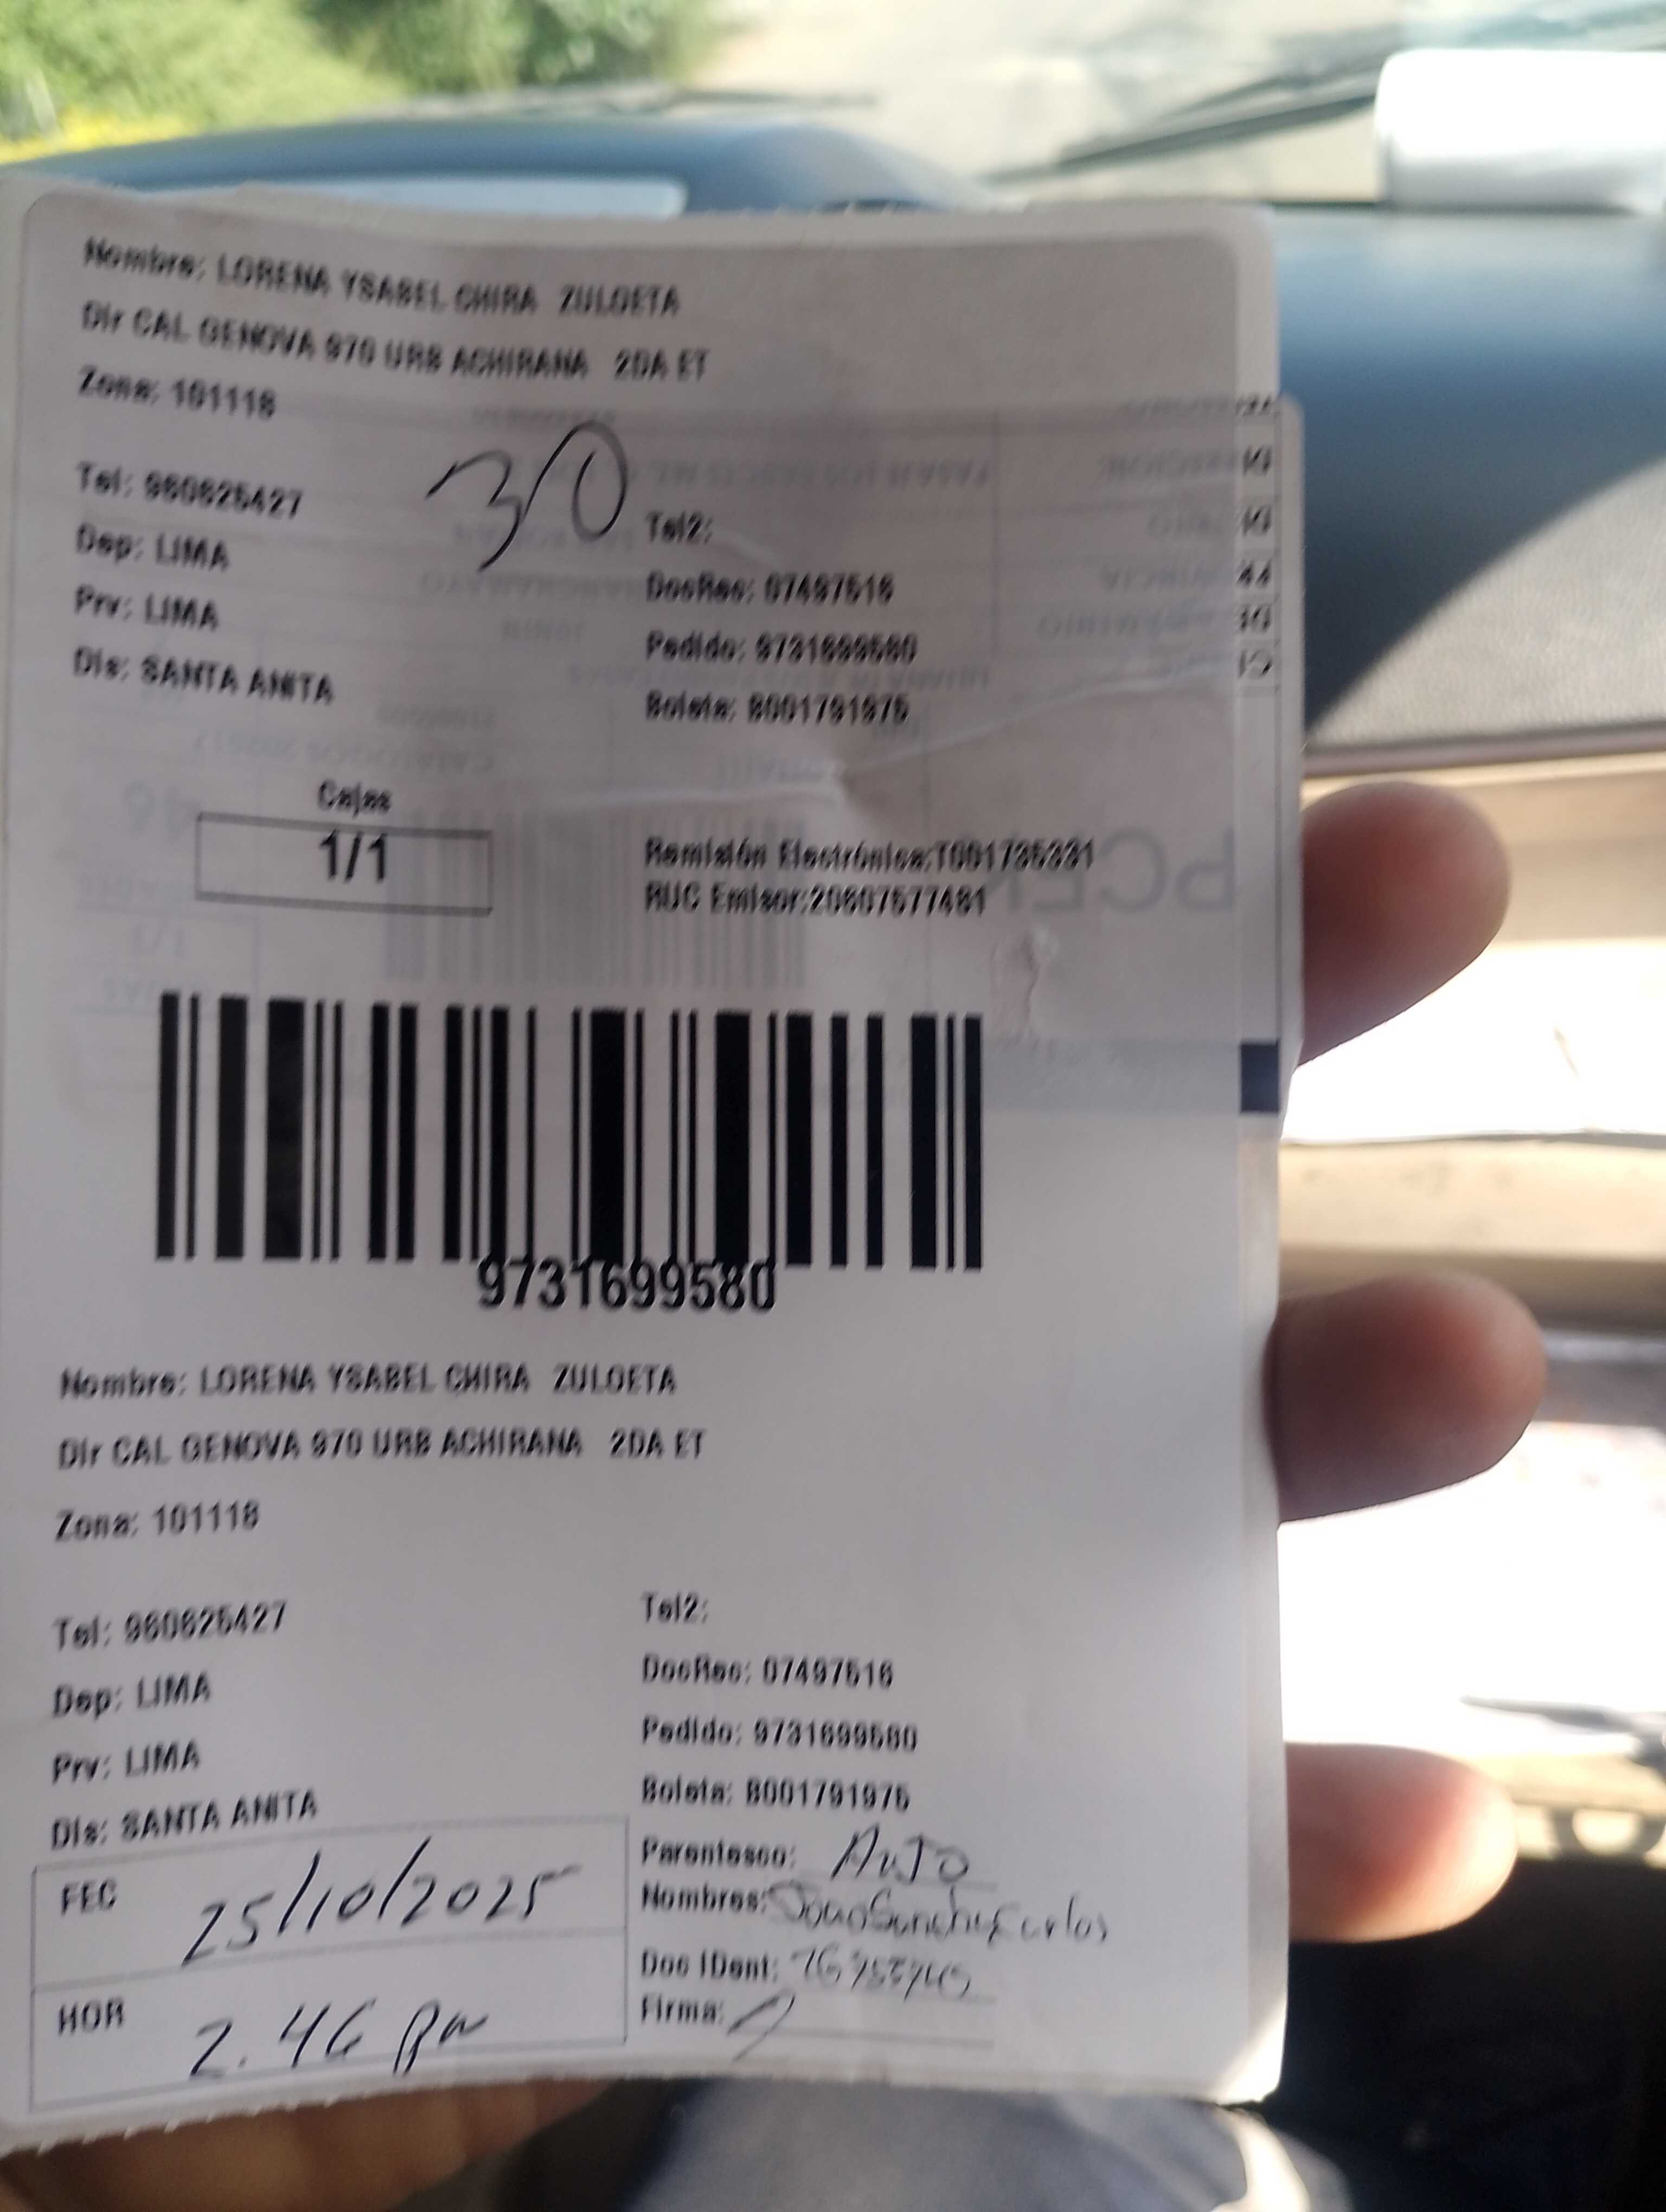 Nombre: LORENA YSABEL CHIRA ZULOETA
Dir CAL GENOVA 970 URB ACHIRANA 2DA ET
Zona: 101118
30
Tel: 960625427
Tel2:
Dep: LIMA
DocRec: 07497516
Prv: LIMA
Pedido: 9731699580
Dis: SANTA ANITA
Boleta: B001791975
Cajas
1/1
Remisión Electrónica:T001735331
RUC Emisor:20607577481
9731699580
Nombre: LORENA YSABEL CHIRA ZULOETA
Dir CAL GENOVA 970 URB ACHIRANA 2DA ET
Zona: 101118
Tel: 960625427
Tel2:
Dep: LIMA
DocRec: 07497516
Prv: LIMA
Pedido: 9731699580
Dis: SANTA ANITA
Boleta: B001791975
Parentesco:
FEC 25/10/2025
Nombres:
Doc IDent:
HOR 2.46 pm
Firma: